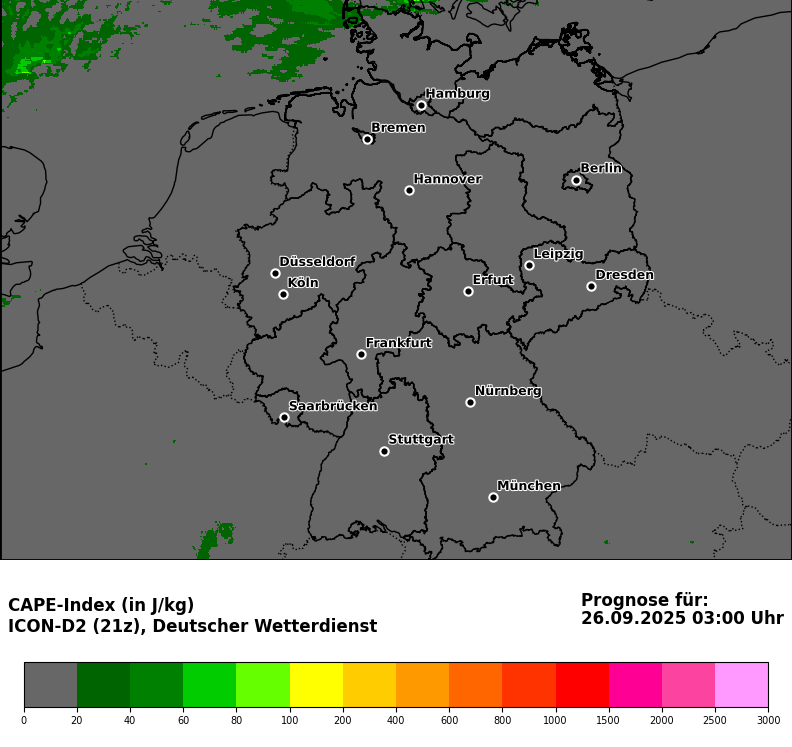 Hamburg
Bremen
Berlin
Hannover
Leipzig
Düsseldorf
Dresden
Erfurt
Köln
Frankfurt
Nürnberg
Saarbrücken
Stuttgart
München
CAPE-Index (in J/kg)
ICON-D2 (21z), Deutscher Wetterdienst
Prognose für:
26.09.2025 03:00 Uhr
0 20 40 60 80 100 200 400 600 800 1000 1500 2000 2500 3000